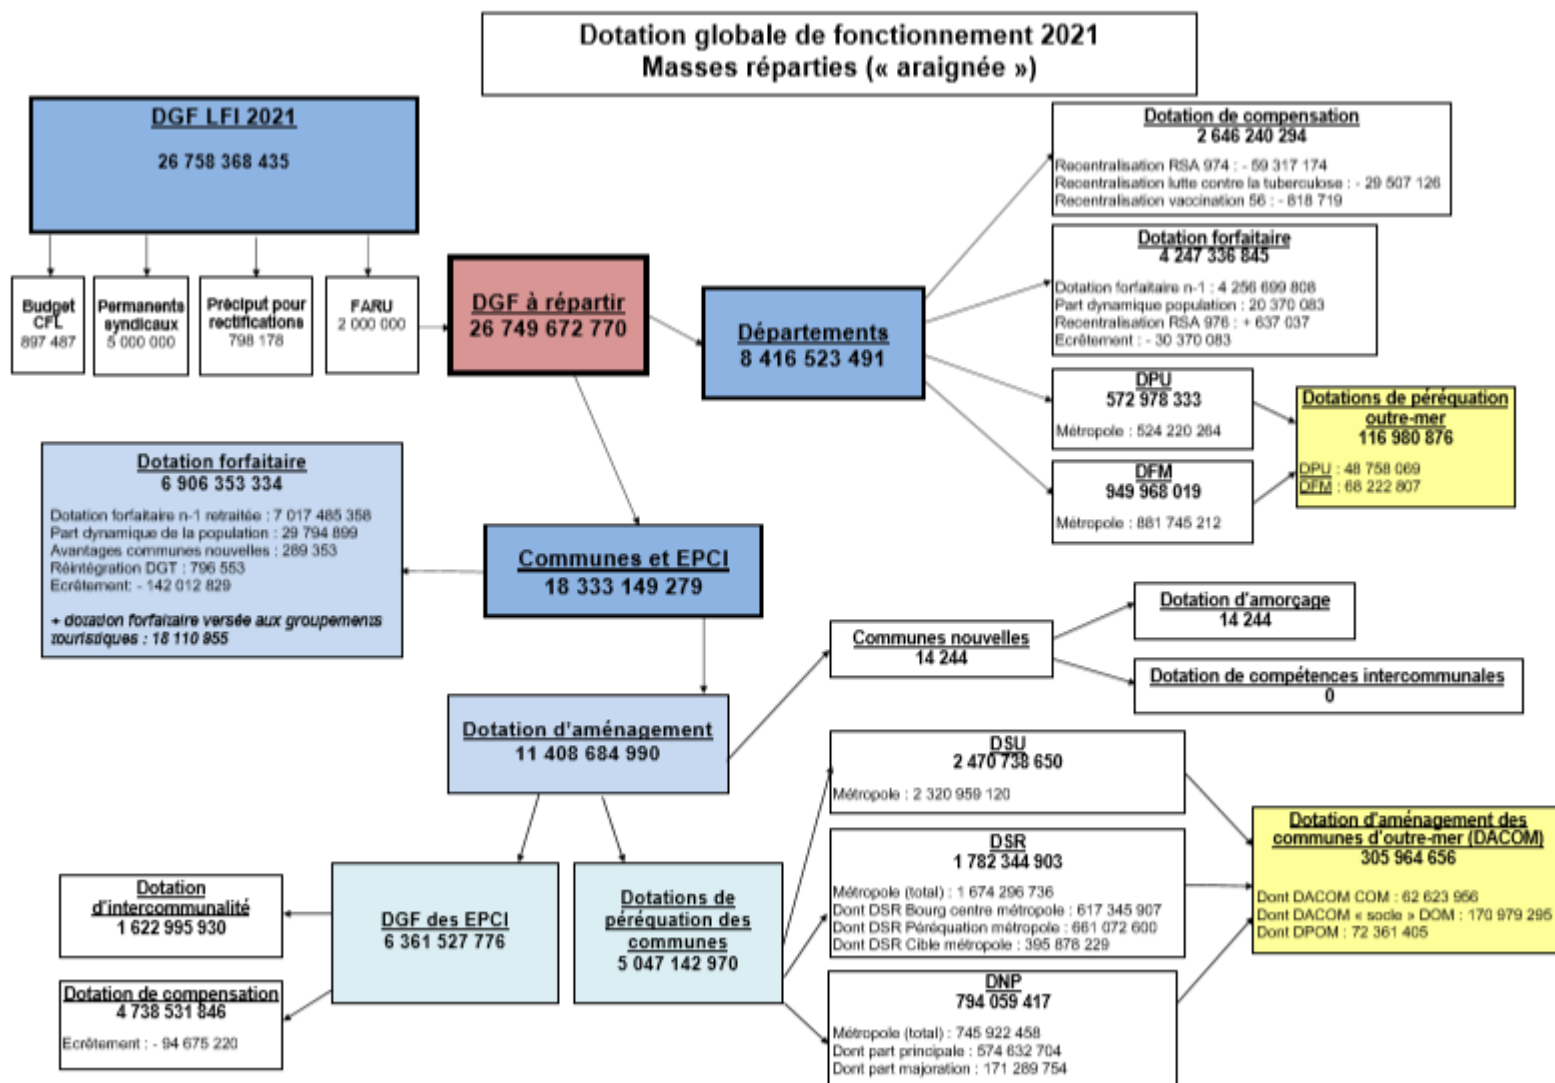 Dotation globale de fonctionnement 2021
Masses réparties (« araignée »)
DGF LFI 2021
26 758 368 435
Budget
CFL
897 487
Permanents
syndicaux
5 000 000
Préciput pour
rectifications
798 178
FARU
2 000 000
DGF à répartir
26 749 672 770
Départements
8 416 523 491
Dotation de compensation
2 646 240 294
Recentralisation RSA 974 : - 59 317 174
Recentralisation lutte contre la tuberculose : - 29 507 126
Recentralisation vaccination 56 : - 818 719
Dotation forfaitaire
4 247 336 845
Dotation forfaitaire n-1 : 4 256 699 808
Part dynamique population : 20 370 083
Recentralisation RSA 976 : + 637 037
Ecrêtement : - 30 370 083
DPU
572 978 333
Métropole : 524 220 264
DFM
949 968 019
Métropole : 881 745 212
Dotations de péréquation
outre-mer
116 980 876
DPU : 48 758 069
DFM : 68 222 807
Dotation forfaitaire
6 906 353 334
Dotation forfaitaire n-1 retraitée : 7 017 485 358
Part dynamique de la population : 29 794 899
Avantages communes nouvelles : 289 353
Réintégration DGT : 796 553
Ecrêtement: - 142 012 829
+ dotation forfaitaire versée aux groupements
touristiques : 18 110 955
Communes et EPCI
18 333 149 279
Communes nouvelles
14 244
Dotation d'amorçage
14 244
Dotation de compétences intercommunales
0
Dotation d'aménagement
11 408 684 990
DSU
2 470 738 650
Métropole : 2 320 959 120
DSR
1 782 344 903
Métropole (total) : 1 674 296 736
Dont DSR Bourg centre métropole : 617 345 907
Dont DSR Péréquation métropole : 661 072 600
Dont DSR Cible métropole : 395 878 229
DNP
794 059 417
Métropole (total) : 745 922 458
Dont part principale : 574 632 704
Dont part majoration : 171 289 754
Dotation d'aménagement des
communes d'outre-mer (DACOM)
305 964 656
Dont DACOM COM : 62 623 956
Dont DACOM « socle » DOM : 170 979 295
Dont DPOM : 72 361 405
Dotation
d'intercommunalité
1 622 995 930
Dotation de compensation
4 738 531 846
Ecrêtement : - 94 675 220
DGF des EPCI
6 361 527 776
Dotations de
péréquation des
communes
5 047 142 970